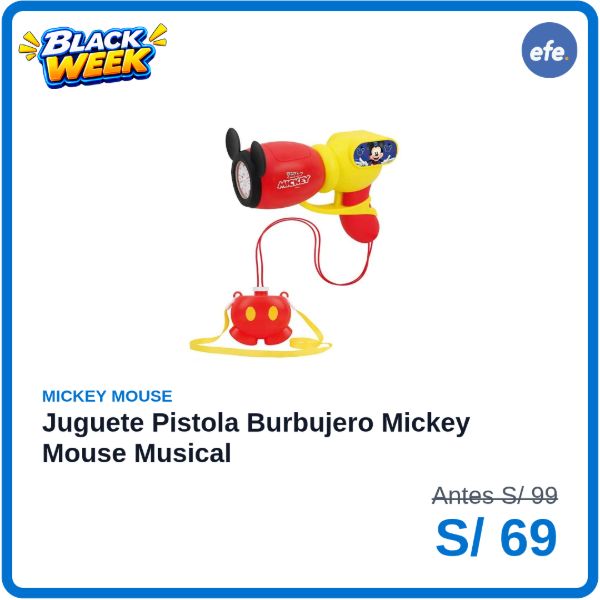 BLACK
WEEK
efe.
MICKEY
MICKEY MOUSE
Juguete Pistola Burbujero Mickey
Mouse Musical
Antes S/ 99
S/ 69